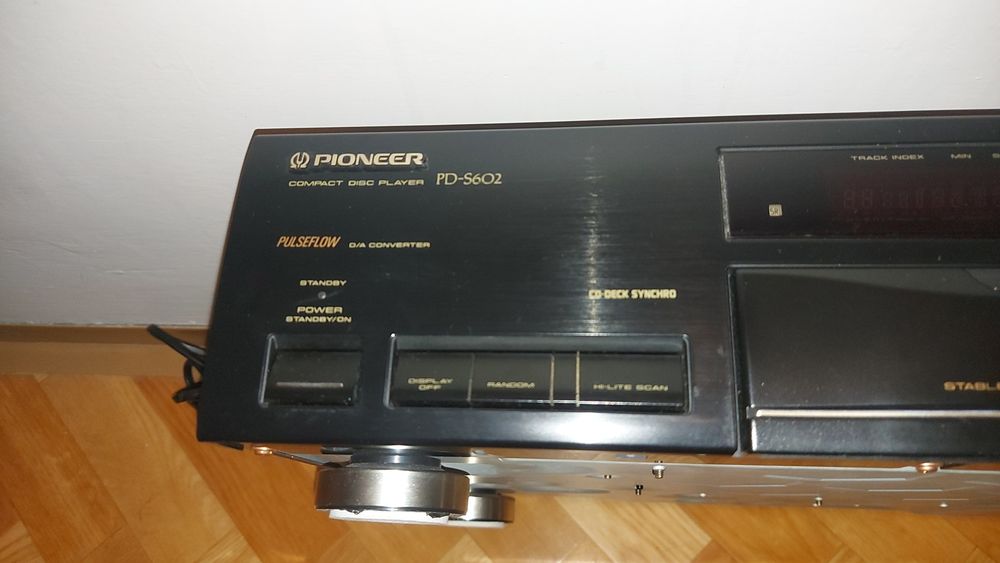 PIONEER
COMPACT DISC PLAYER PD-S602
TRACK INDEX MIN
SR
PULSEFLOW D/A CONVERTER
STANDBY
CD-DECK SYNCHRO
POWER
STANDBY/ON
DISPLAY
OFF
RANDOM
HI-LITE SCAN